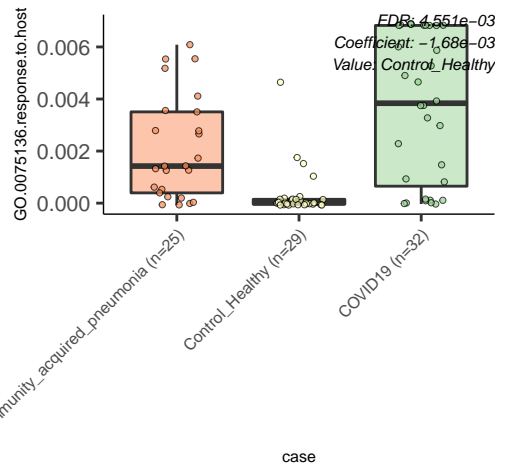 GO.0075136.response.to.host
0.006
0.004
0.002
0.000
FDR: 4.551e−03
Coefficient: −1.68e−03
Value: Control_Healthy
munity_acquired_pneumonia (n=25)
Control_Healthy (n=29)
COVID19 (n=32)
case